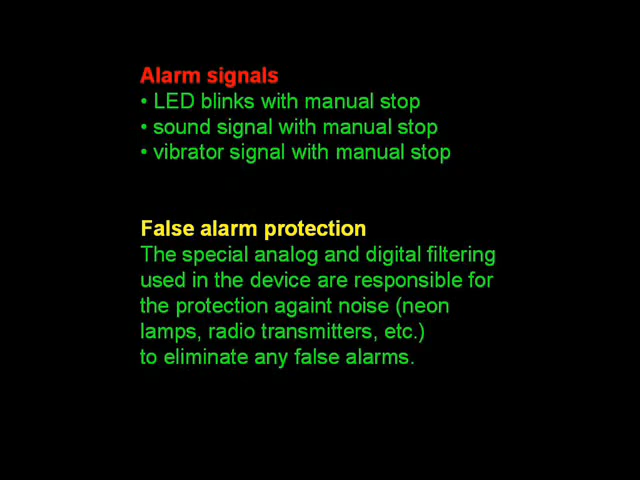 Alarm signals
• LED blinks with manual stop
• sound signal with manual stop
• vibrator signal with manual stop
False alarm protection
The special analog and digital filtering
used in the device are responsible for
the protection againt noise (neon
lamps, radio transmitters, etc.)
to eliminate any false alarms.